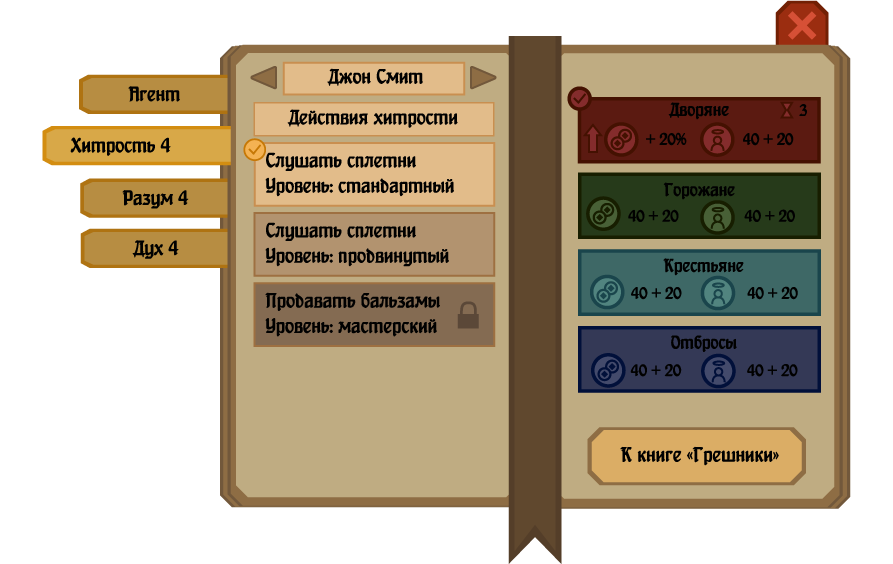 Агент
Хитрость 4
Разум 4
Дух 4
Джон Смит
Действия хитрости
Слушать сплетни
Уровень: стандартный
Слушать сплетни
Уровень: продвинутый
Продавать бальзамы
Уровень: мастерский
Дворяне 3
+ 20% 40 + 20
Горожане
40 + 20 40 + 20
Крестьяне
40 + 20 40 + 20
Отбросы
40 + 20 40 + 20
К книге «Грешники»